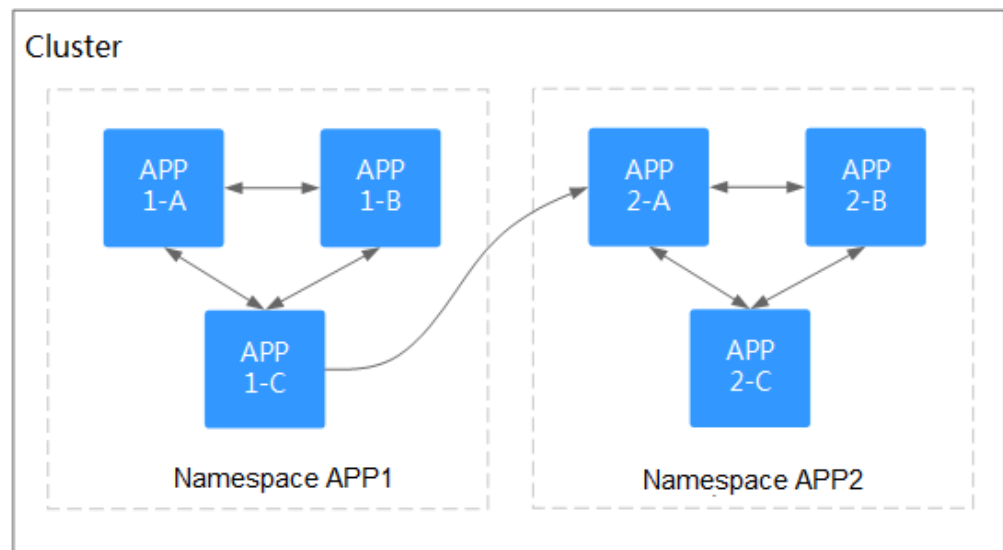 Cluster
APP
1-A
APP
1-B
APP
2-A
APP
2-B
APP
1-C
APP
2-C
Namespace APP1
Namespace APP2